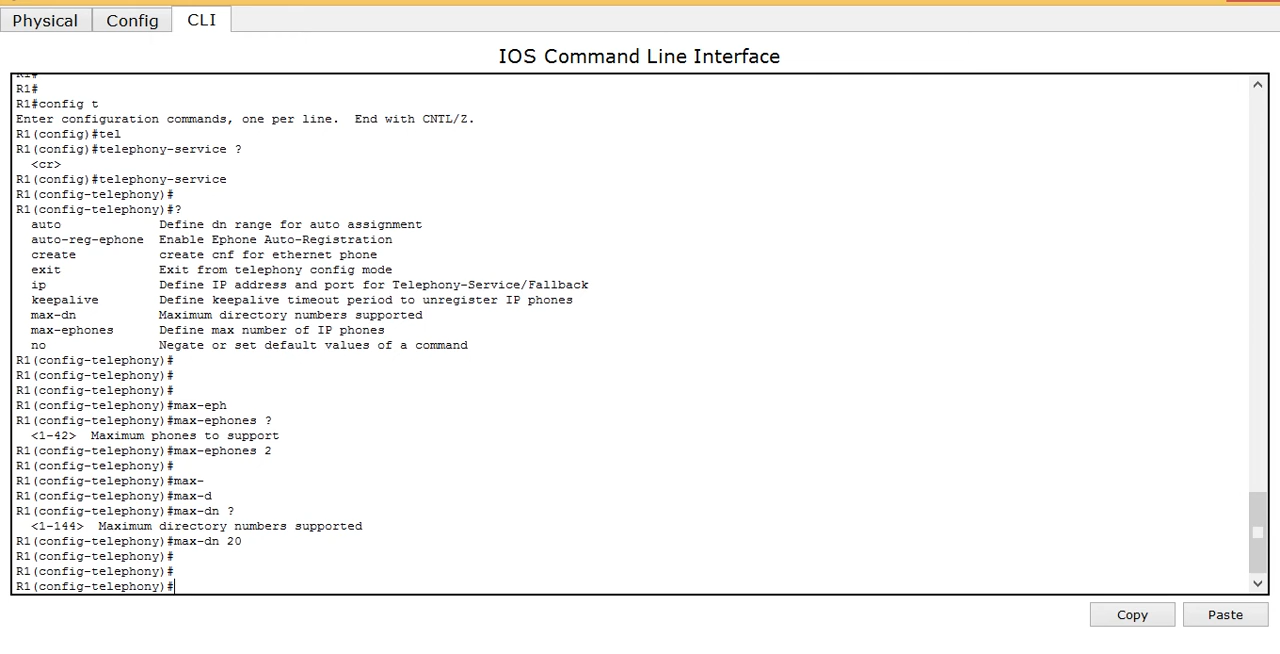 Physical Config CLI
IOS Command Line Interface
R1#
R1#
R1#config t
Enter configuration commands, one per line.  End with CNTL/Z.
R1(config)#tel
R1(config)#telephony-service ?
  <cr>
R1(config)#telephony-service
R1(config-telephony)#
R1(config-telephony)#?
  auto             Define dn range for auto assignment
  auto-reg-ephone  Enable Ephone Auto-Registration
  create           create cnf for ethernet phone
  exit             Exit from telephony config mode
  ip               Define IP address and port for Telephony-Service/Fallback
  keepalive        Define keepalive timeout period to unregister IP phones
  max-dn           Maximum directory numbers supported
  max-ephones      Define max number of IP phones
  no               Negate or set default values of a command
R1(config-telephony)#
R1(config-telephony)#
R1(config-telephony)#
R1(config-telephony)#max-eph
R1(config-telephony)#max-ephones ?
  <1-42>  Maximum phones to support
R1(config-telephony)#max-ephones 2
R1(config-telephony)#
R1(config-telephony)#max-
R1(config-telephony)#max-d
R1(config-telephony)#max-dn ?
  <1-144>  Maximum directory numbers supported
R1(config-telephony)#max-dn 20
R1(config-telephony)#
R1(config-telephony)#
R1(config-telephony)#
Copy Paste